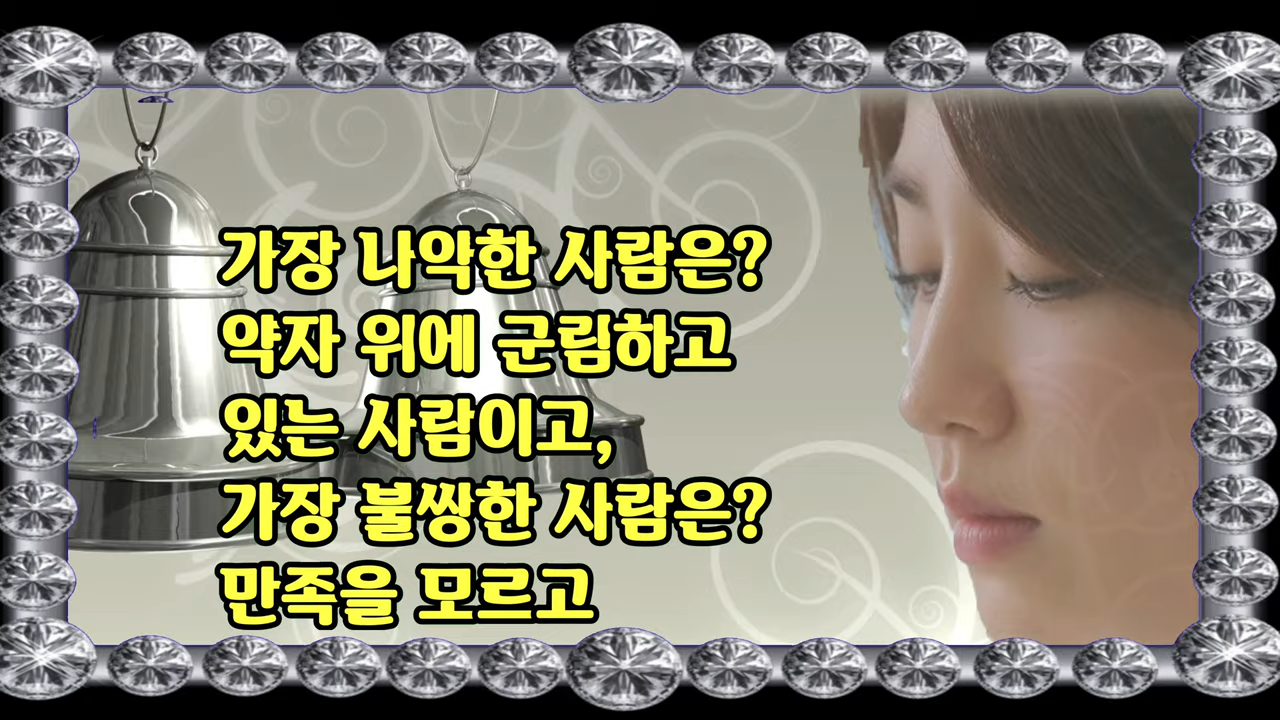 가장 나약한 사람은?
약자 위에 군림하고
있는 사람이고,
가장 불쌍한 사람은?
만족을 모르고